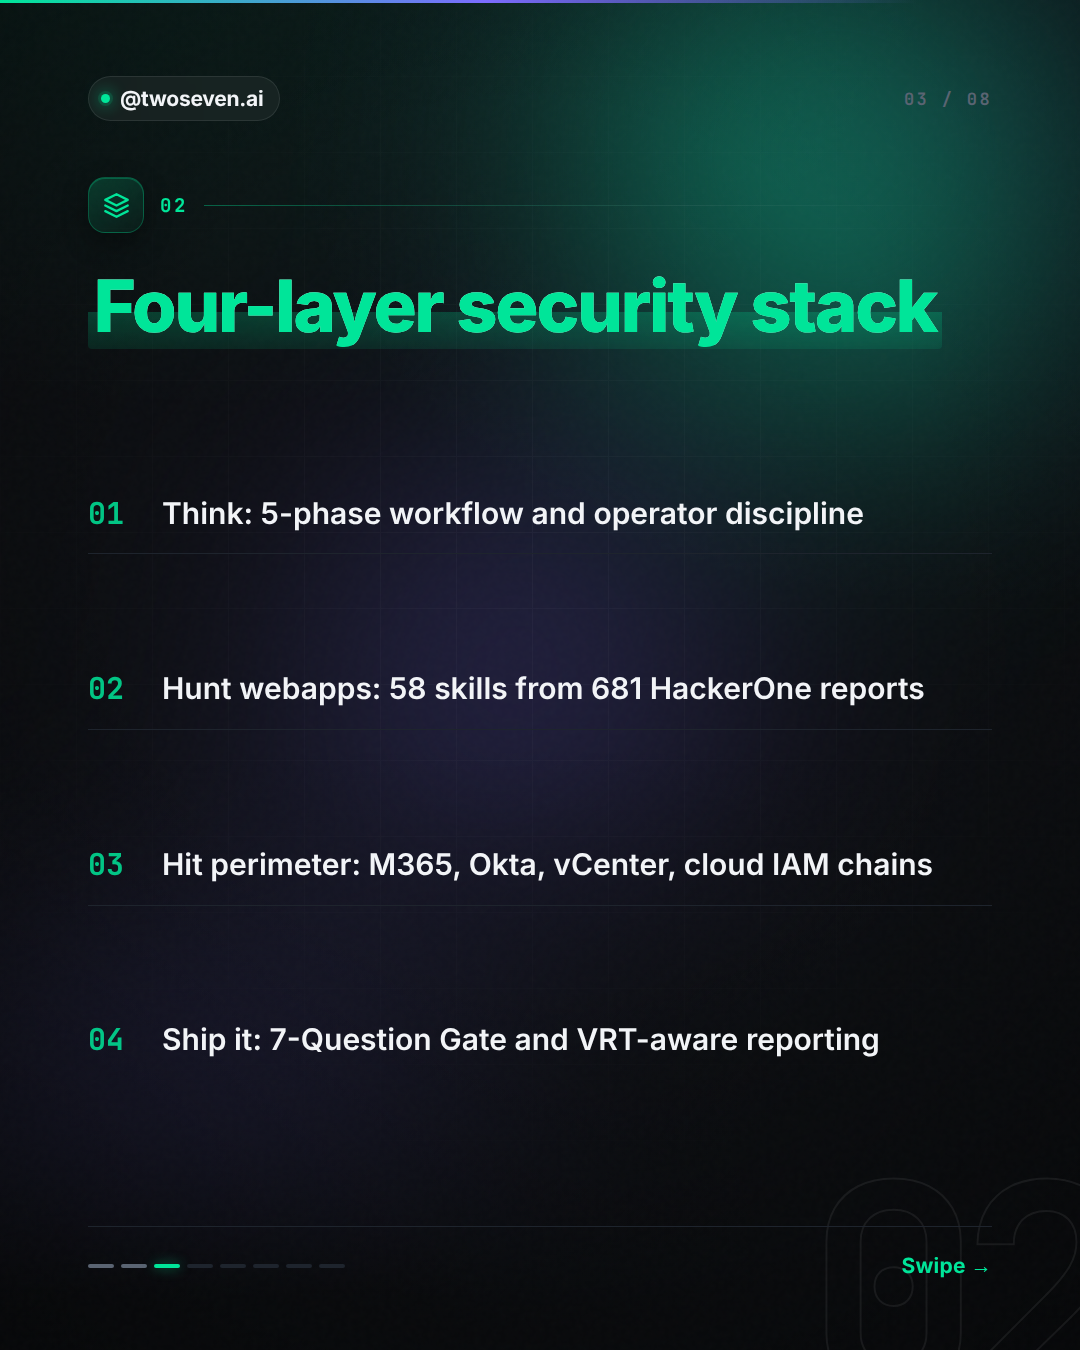 @twoseven.ai
03 / 08
02
Four-layer security stack
01 Think: 5-phase workflow and operator discipline
02 Hunt webapps: 58 skills from 681 HackerOne reports
03 Hit perimeter: M365, Okta, vCenter, cloud IAM chains
04 Ship it: 7-Question Gate and VRT-aware reporting
02
Swipe →